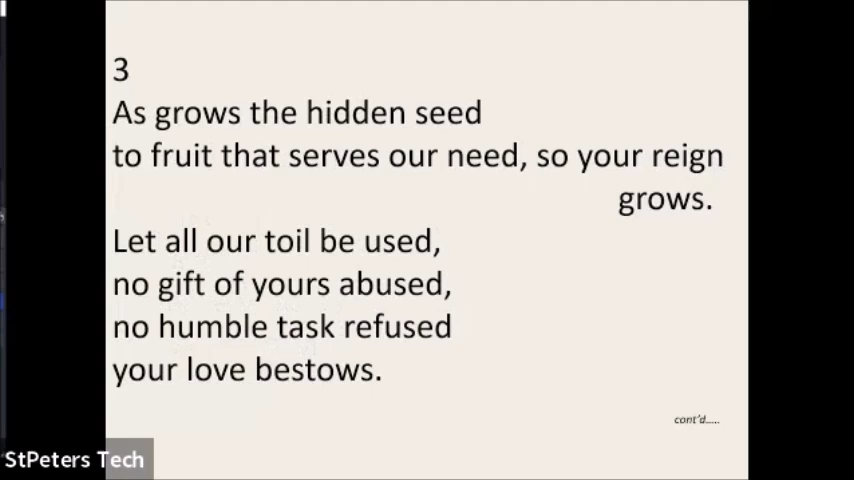 3
As grows the hidden seed
to fruit that serves our need, so your reign
grows.
Let all our toil be used,
no gift of yours abused,
no humble task refused
your love bestows.
cont'd.....
StPeters Tech